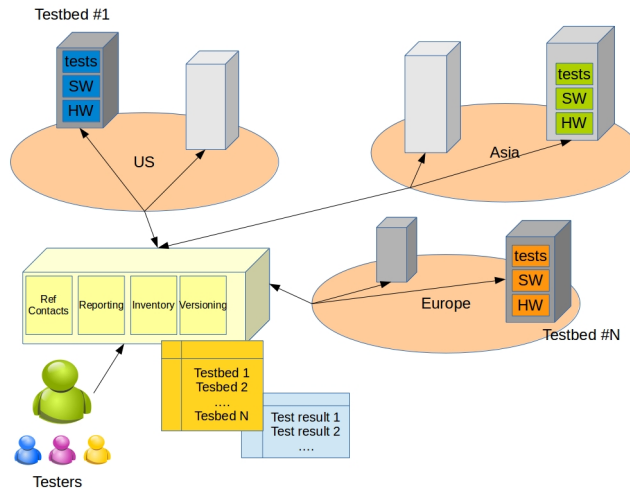 Testbed #1
tests
SW
HW
US
tests
SW
HW
Asia
tests
SW
HW
Europe
Testbed #N
Ref
Contacts
Reporting
Inventory
Versioning
Testbed 1
Tesbed 2
....
Tesbed N
Test result 1
Test result 2
....
Testers